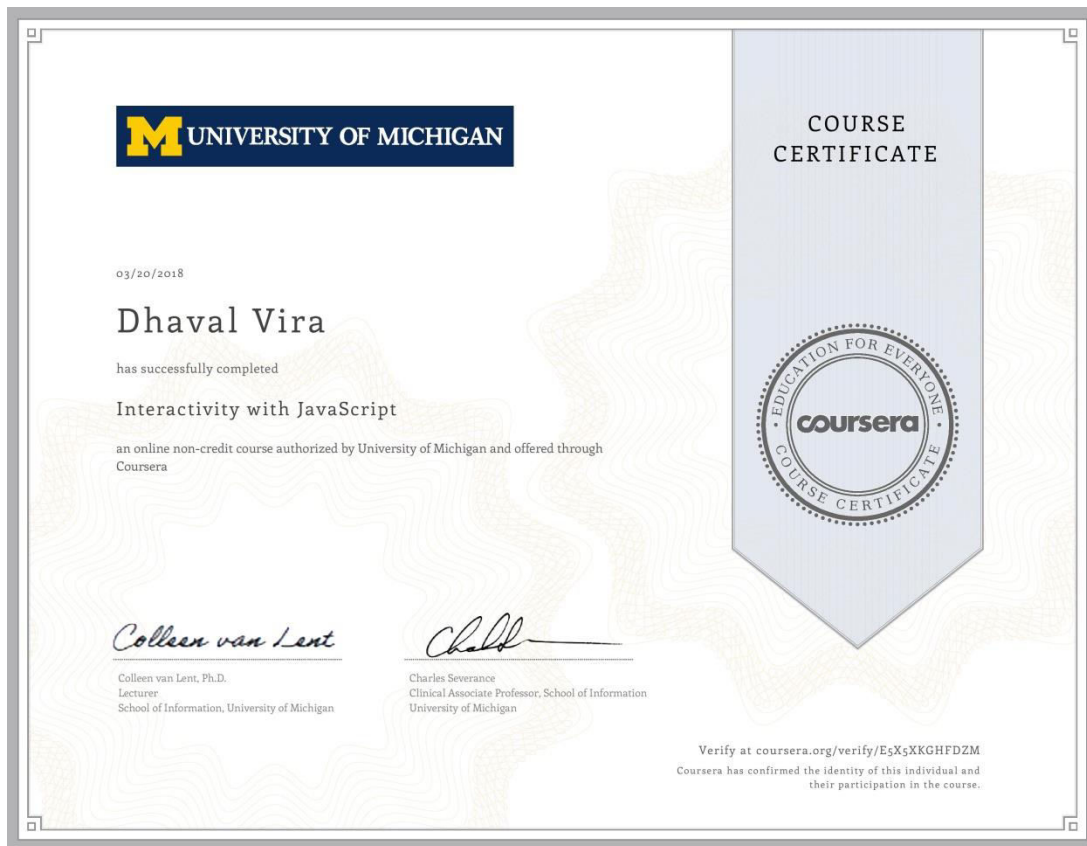 M UNIVERSITY OF MICHIGAN
COURSE
CERTIFICATE
03/20/2018
Dhaval Vira
has successfully completed
Interactivity with JavaScript
an online non-credit course authorized by University of Michigan and offered through
Coursera
EDUCATION FOR EVERYONE
coursera
COURSE CERTIFICATE
Colleen van Lent
Colleen van Lent, Ph.D.
Lecturer
School of Information, University of Michigan
Charles Severance
Clinical Associate Professor, School of Information
University of Michigan
Verify at coursera.org/verify/E5X5XKGHFDZM
Coursera has confirmed the identity of this individual and
their participation in the course.